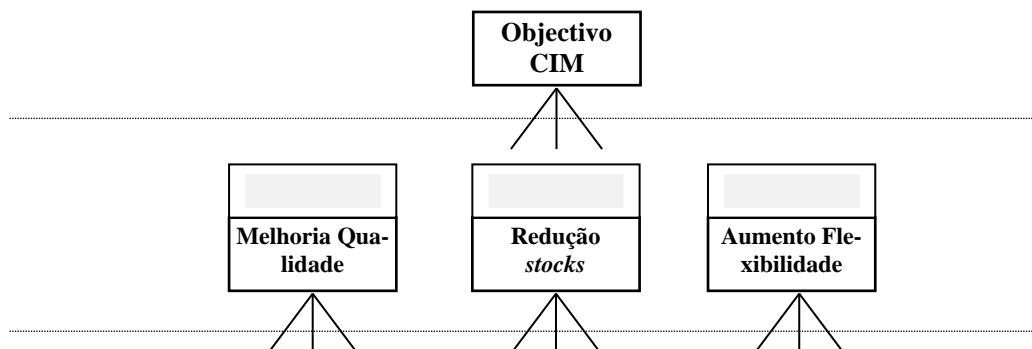 Objectivo
CIM
Melhoria Qua-
lidade
Redução
stocks
Aumento Fle-
xibilidade